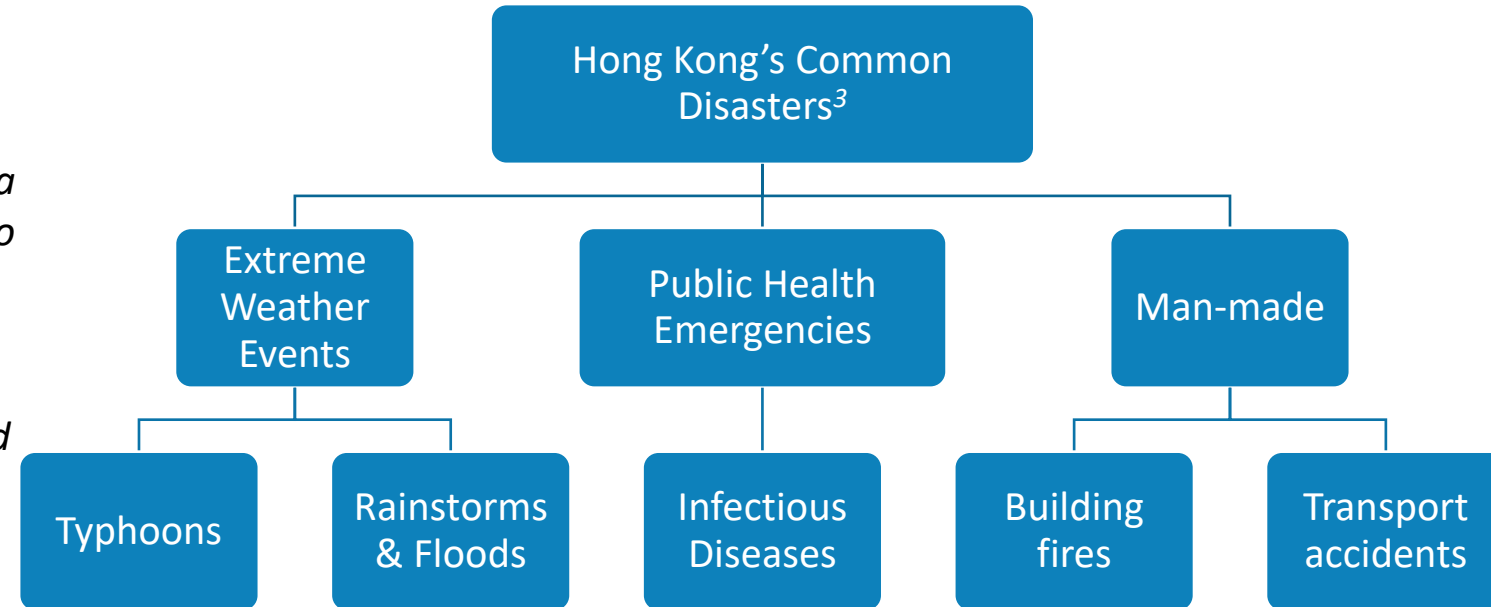 Hong Kong’s Common
Disasters³
a
o
d
Extreme
Weather
Events
Public Health
Emergencies
Man-made
Typhoons
Rainstorms
& Floods
Infectious
Diseases
Building
fires
Transport
accidents